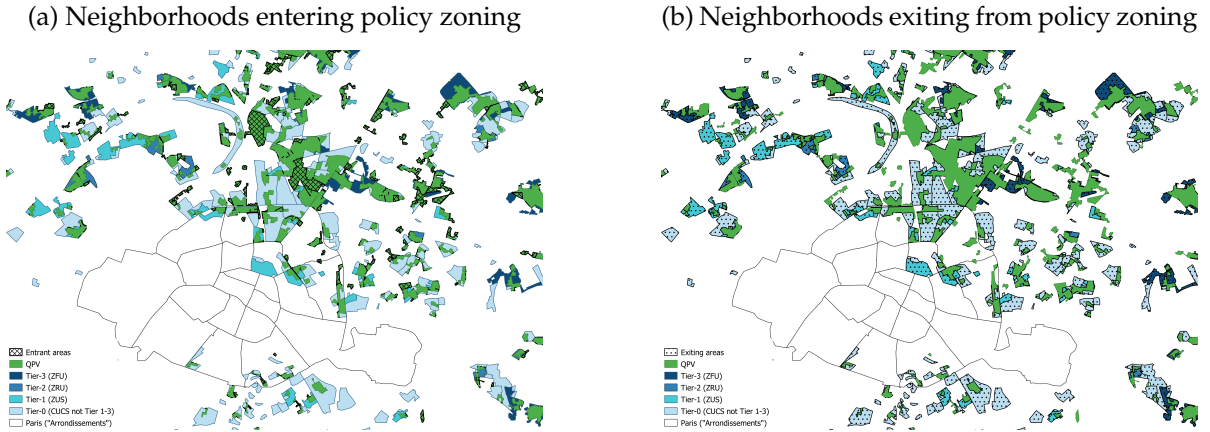 (a) Neighborhoods entering policy zoning
(b) Neighborhoods exiting from policy zoning
Entrant areas
QPV
Tier-3 (ZFU)
Tier-2 (ZRU)
Tier-1 (ZUS)
Tier-0 (CUCS not Tier 1-3)
Paris ("Arrondissements")
Exiting areas
QPV
Tier-3 (ZFU)
Tier-2 (ZRU)
Tier-1 (ZUS)
Tier-0 (CUCS not Tier 1-3)
Paris ("Arrondissements")